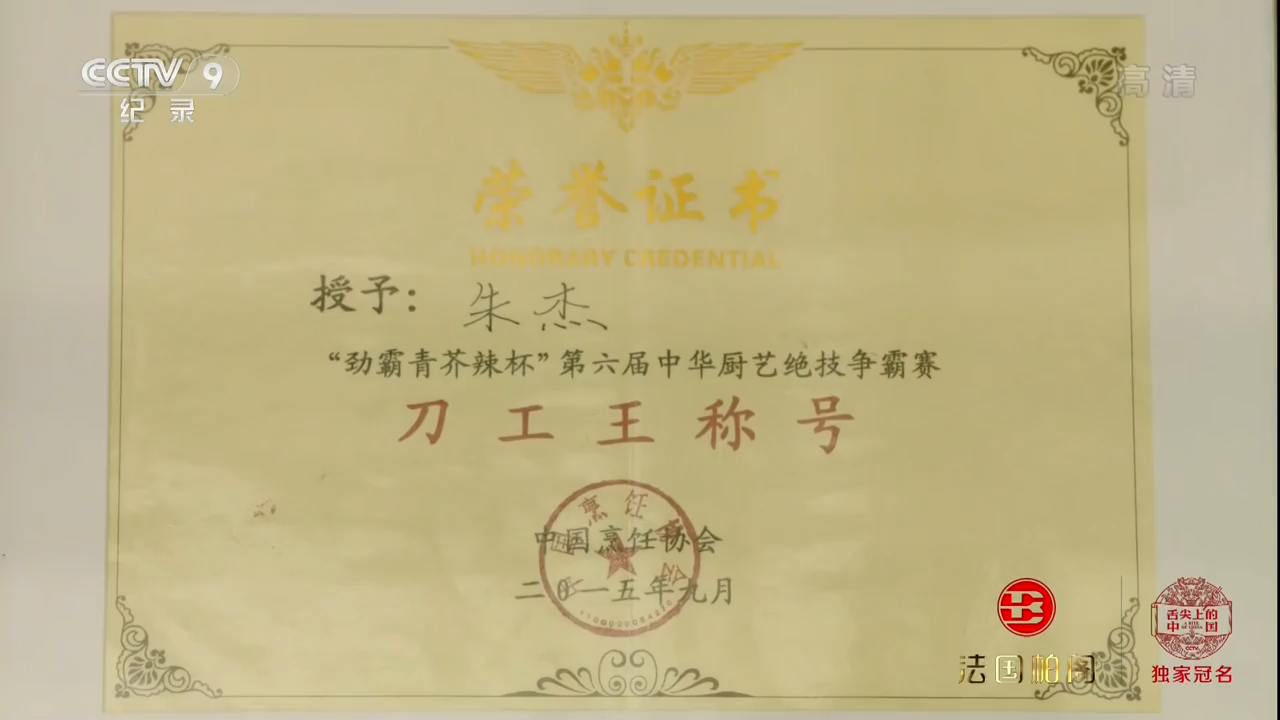 CCTV 9
纪录
高清
荣誉证书
HONORARY CREDENTIAL
授予：朱杰
“劲霸青芥辣杯”第六届中华厨艺绝技争霸赛
刀工王称号
中国烹饪协会
二0一五年九月
法国柏阁
舌尖上的
中国
独家冠名